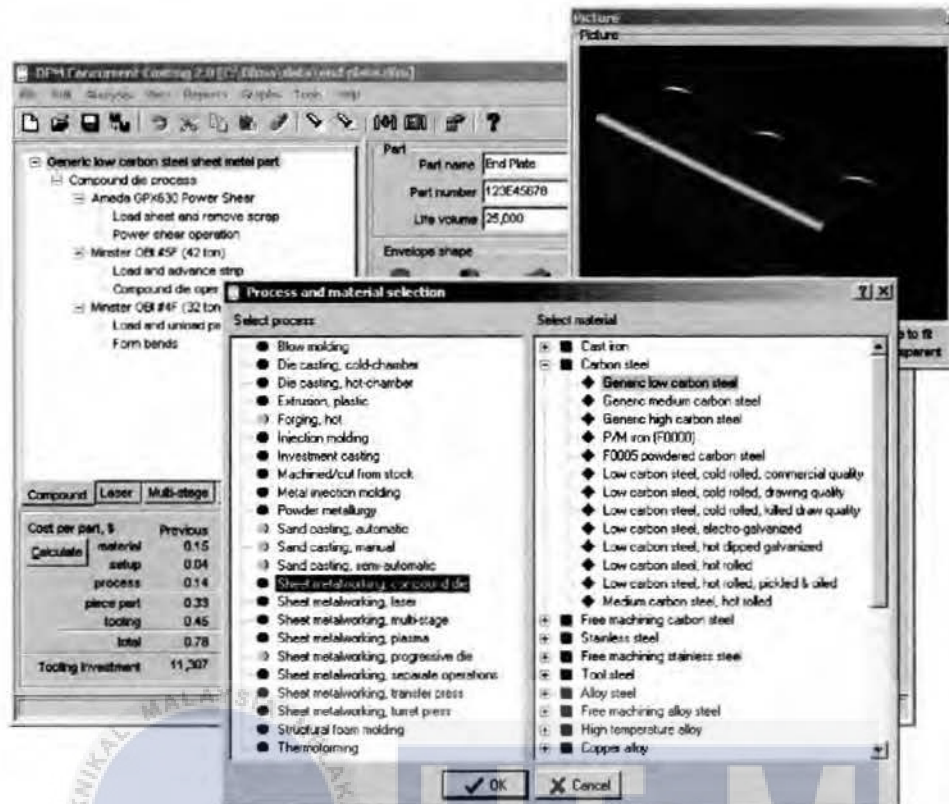 Picture
Picture
DFM Concurrent Costing 2.0
File Edit Analysis View Reports Graphs Tools Help
Generic low carbon steel sheet metal part
Compound die process
Load sheet and remove scrap
Power shear operation
Minster OBI #5F (42 ton)
Load and advance strip
Compound die oper
Minster OBI #4F (32 ton
Load and unload pa
Form bends
Part
Part name End Plate
Part number 123E45678
Life volume 25,000
Envelope shape
Compound Laser Multi-stage
Cost per part, $ Previous
Calculate
material 0.15
setup 0.04
process 0.14
piece part 0.33
tooling 0.45
total 0.78
Tooling Investment 11,307
Process and material selection
Select process
Blow molding
Die casting, cold-chamber
Die casting, hot-chamber
Extrusion, plastic
Forging, hot
Injection molding
Investment casting
Machined/cut from stock
Metal injection molding
Powder metallurgy
Sand casting, automatic
Sand casting, manual
Sand casting, semi-automatic
Sheet metalworking, compound die
Sheet metalworking, laser
Sheet metalworking, multi-stage
Sheet metalworking, plasma
Sheet metalworking, progressive die
Sheet metalworking, separate operations
Sheet metalworking, transfer press
Sheet metalworking, turret press
Structural foam molding
Thermoforming
Select material
Cast iron
Carbon steel
Generic low carbon steel
Generic medium carbon steel
Generic high carbon steel
P/M iron (F0000)
F0005 powdered carbon steel
Low carbon steel, cold rolled, commercial quality
Low carbon steel, cold rolled, drawing quality
Low carbon steel, cold rolled, killed draw quality
Low carbon steel, electro-galvanized
Low carbon steel, hot dipped galvanized
Low carbon steel, hot rolled
Low carbon steel, hot rolled, pickled & oiled
Medium carbon steel, hot rolled
Free machining carbon steel
Stainless steel
Free machining stainless steel
Tool steel
Alloy steel
Free machining alloy steel
High temperature alloy
Copper alloy
OK
Cancel
to fit
sparent